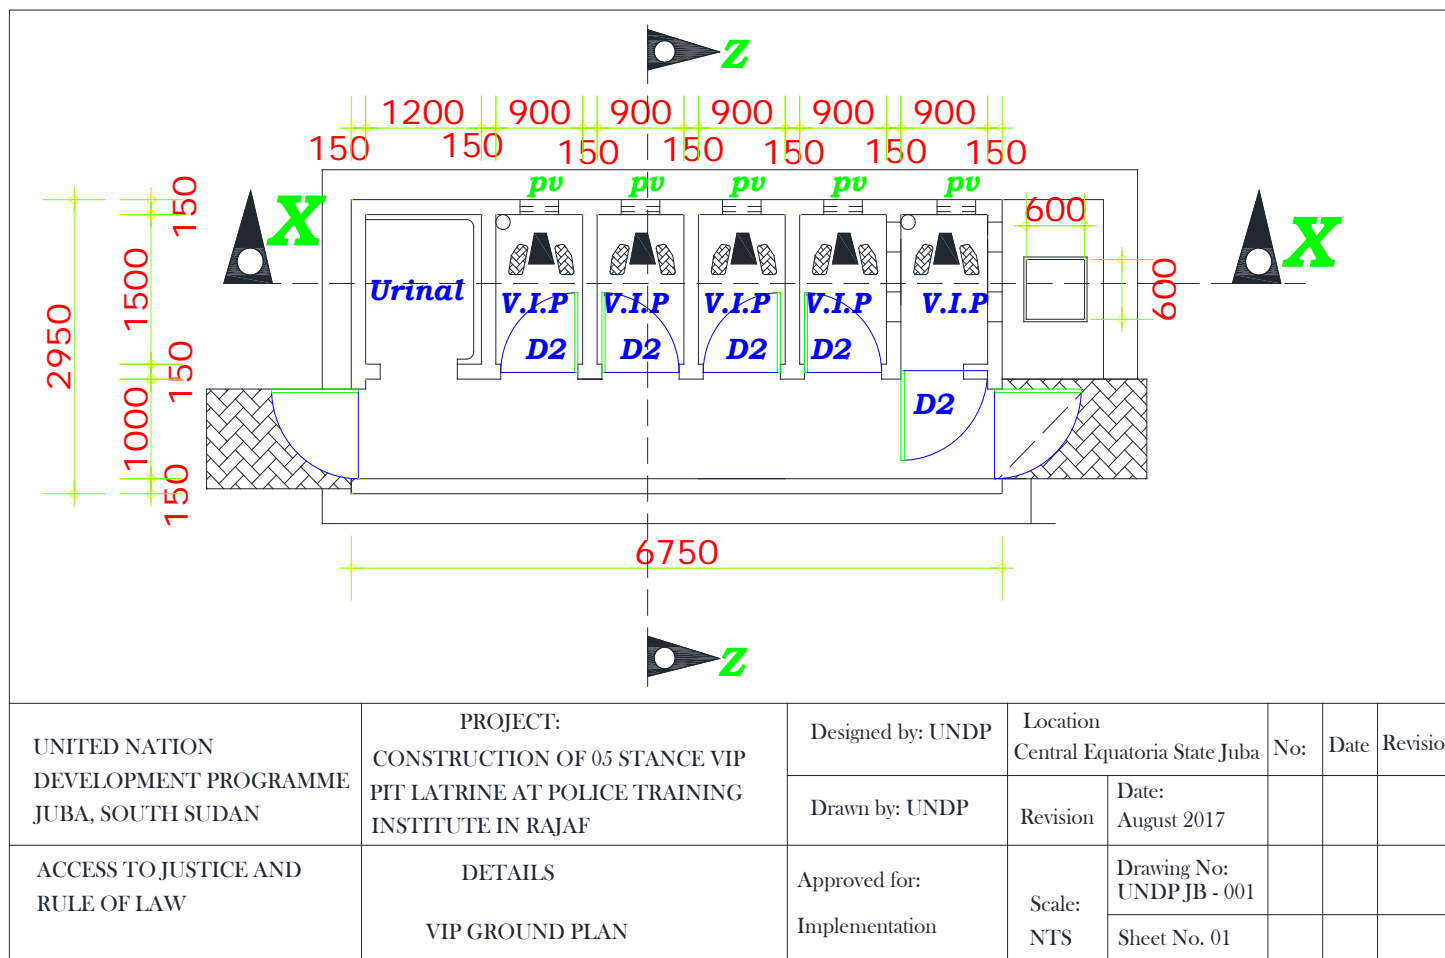 Z
1200 900 900 900 900 900
150 150 150 150 150 150 150
pv pv pv pv pv
X
X
150
1500
2950
150
1000
150
600
600
Urinal
V.I.P V.I.P V.I.P V.I.P V.I.P
D2 D2 D2 D2
D2
6750
Z
UNITED NATION
DEVELOPMENT PROGRAMME
JUBA, SOUTH SUDAN
PROJECT:
CONSTRUCTION OF 05 STANCE VIP
PIT LATRINE AT POLICE TRAINING
INSTITUTE IN RAJAF
Designed by: UNDP
Drawn by: UNDP
Location
Central Equatoria State Juba
No:
Date
Revisio
Revision
Date:
August 2017
ACCESS TO JUSTICE AND
RULE OF LAW
DETAILS
VIP GROUND PLAN
Approved for:
Implementation
Scale:
NTS
Drawing No:
UNDP JB - 001
Sheet No. 01